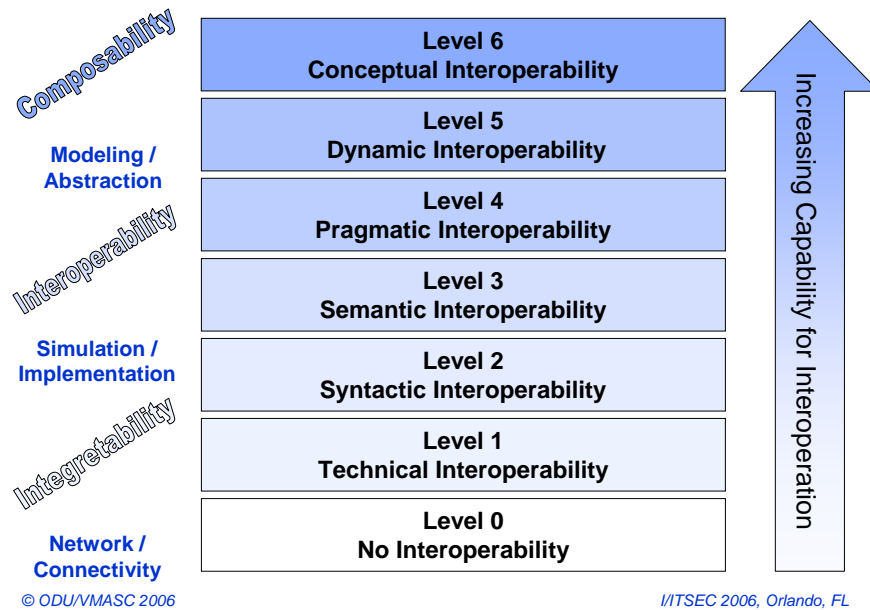 Composability
Level 6
Conceptual Interoperability
Level 5
Dynamic Interoperability
Modeling /
Abstraction
Level 4
Pragmatic Interoperability
Interoperability
Level 3
Semantic Interoperability
Simulation /
Implementation
Level 2
Syntactic Interoperability
Integretability
Level 1
Technical Interoperability
Level 0
No Interoperability
Network /
Connectivity
Increasing Capability for Interoperation
© ODU/VMASC 2006
I/ITSEC 2006, Orlando, FL